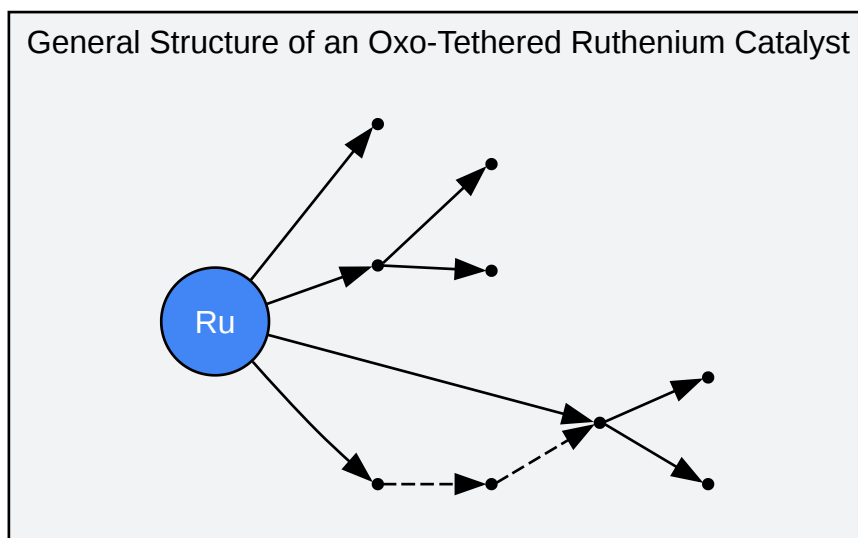 General Structure of an Oxo-Tethered Ruthenium Catalyst
Ru